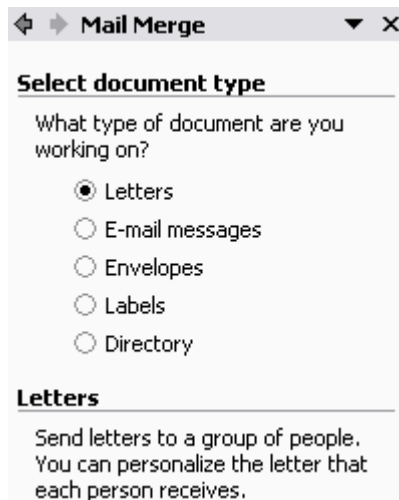 Mail Merge
Select document type
What type of document are you
working on?
Letters
E-mail messages
Envelopes
Labels
Directory
Letters
Send letters to a group of people.
You can personalize the letter that
each person receives.